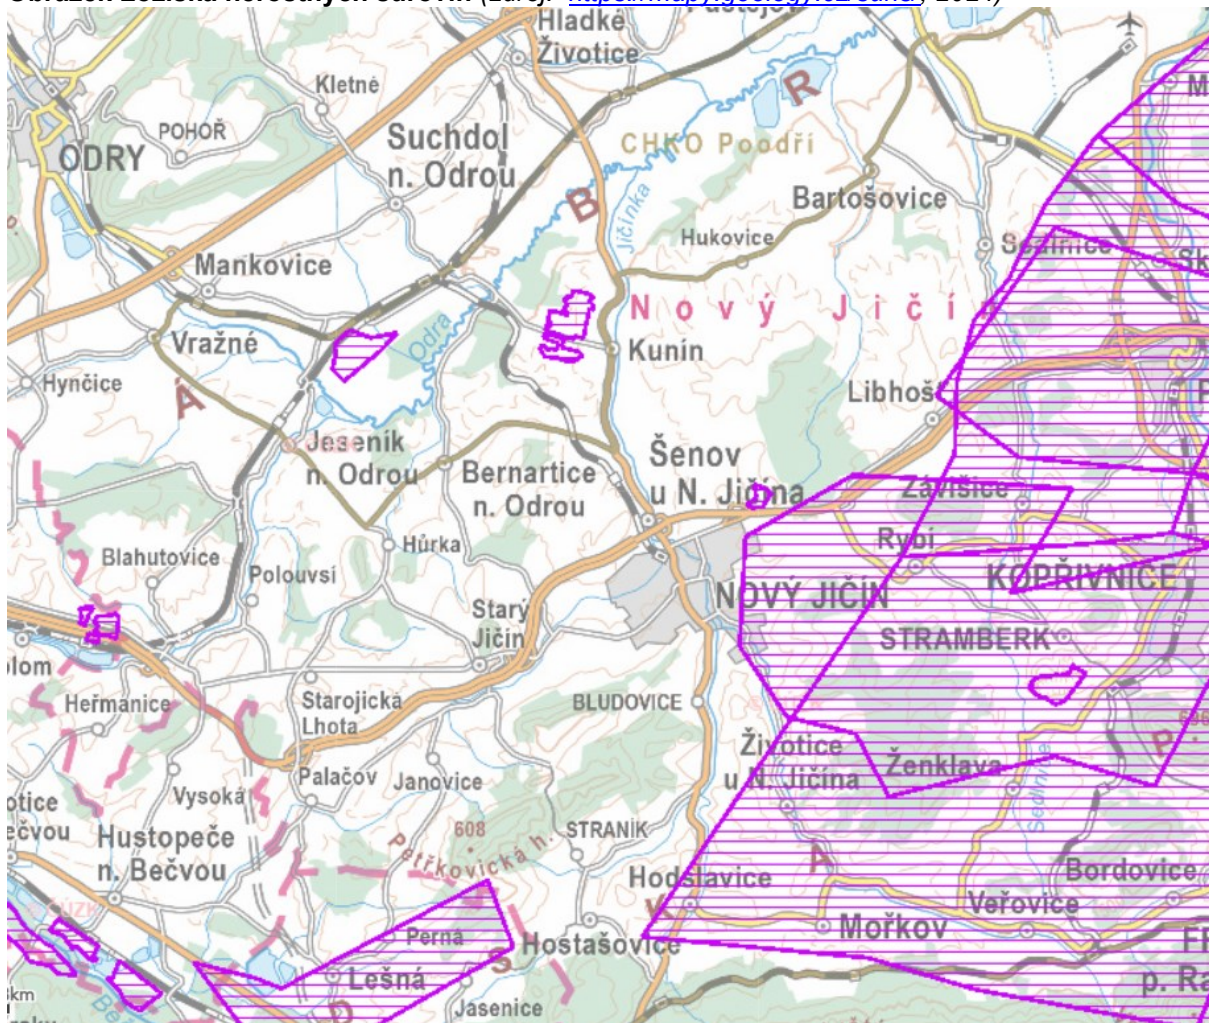 Hladké
Životice
Kletné
POHOŘ
ODRY
Suchdol
n. Odrou
R
CHKO Poodří
Bartošovice
B
Jičínka
Hukovice
Sedlnice
Mankovice
Nový Jičín
Odra
Vražné
Kunín
Hynčice
Á
Libhošť
Jeseník
n. Odrou
Bernartice
n. Odrou
Šenov
u N. Jičína
Závišice
Rybí
Hůrka
Blahutovice
Polouvsí
KOPŘIVNICE
NOVÝ JIČÍN
Starý
Jičín
ŠTRAMBERK
Heřmanice
Starojická
Lhota
BLUDOVICE
Životice
u N. Jičína
Ženklava
P
Palačov
Janovice
Vysoká
608
STRANÍK
Petřkovická h.
Hustopeče
n. Bečvou
Hodslavice
A
Bordovice
Veřovice
Mořkov
Perná
Hostašovice
S
Lešná
Jasenice